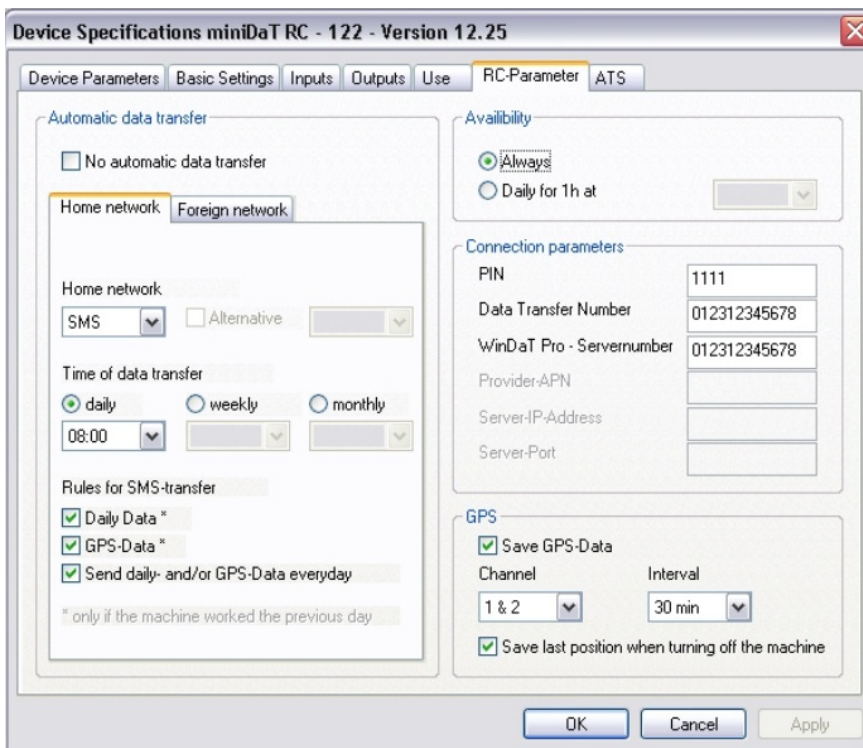 Device Specifications miniDaT RC - 122 - Version 12.25
Device Parameters Basic Settings Inputs Outputs Use RC-Parameter ATS
Automatic data transfer
No automatic data transfer
Home network Foreign network
Home network
SMS Alternative
Time of data transfer
daily weekly monthly
08:00
Rules for SMS-transfer
Daily Data *
GPS-Data *
Send daily- and/or GPS-Data everyday
* only if the machine worked the previous day
Availibility
Always
Daily for 1h at
Connection parameters
PIN 1111
Data Transfer Number 012312345678
WinDaT Pro - Servernumber 012312345678
Provider-APN
Server-IP-Address
Server-Port
GPS
Save GPS-Data
Channel Interval
1 & 2 30 min
Save last position when turning off the machine
OK Cancel Apply